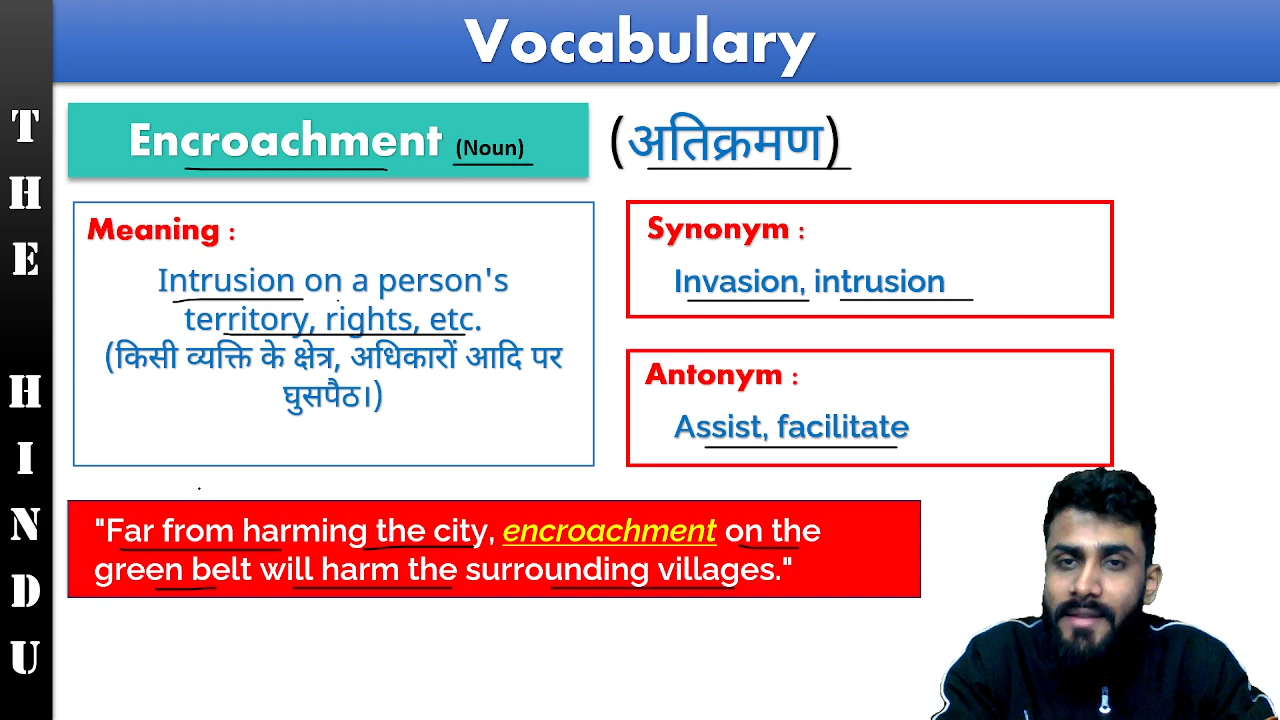 Vocabulary
THE HINDU
Encroachment (Noun)
(अतिक्रमण)
Meaning :
Intrusion on a person's
territory, rights, etc.
(किसी व्यक्ति के क्षेत्र, अधिकारों आदि पर
घुसपैठ।)
Synonym :
Invasion, intrusion
Antonym :
Assist, facilitate
"Far from harming the city, encroachment on the
green belt will harm the surrounding villages."